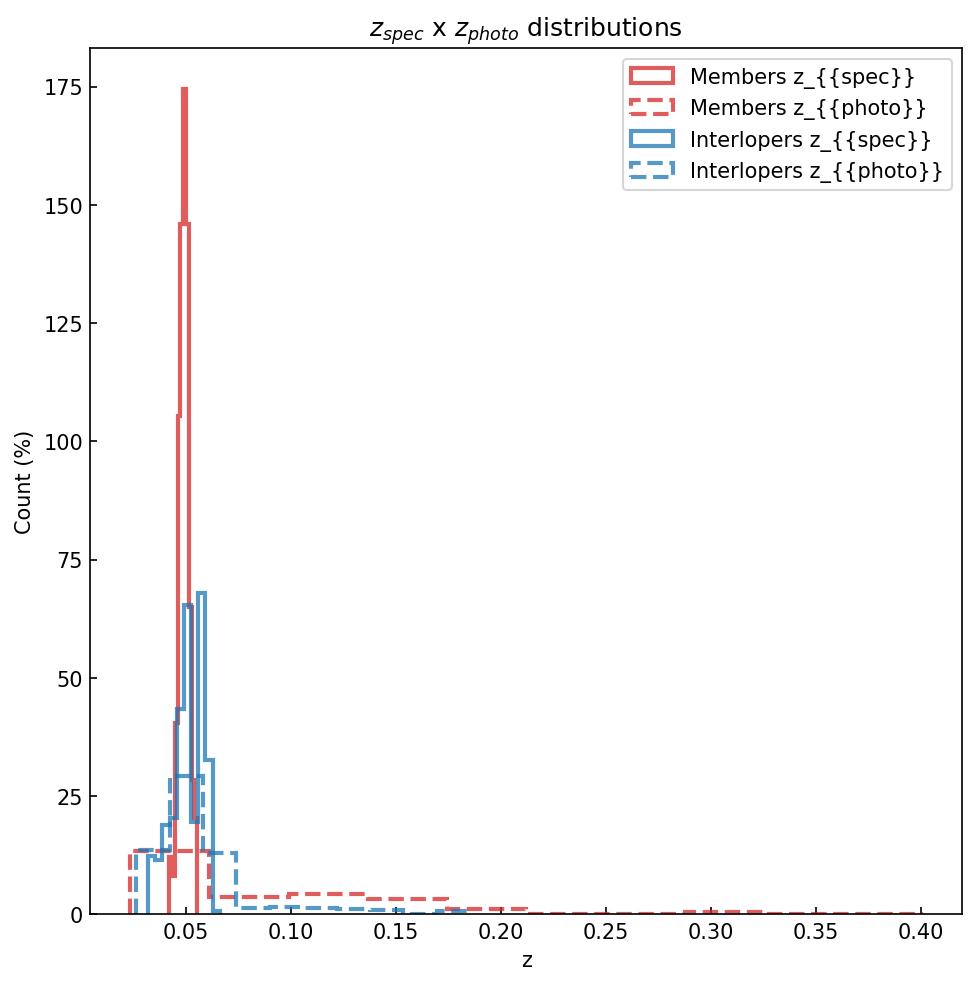 z_spec x z_photo distributions
Members z_{{spec}}
Members z_{{photo}}
Interlopers z_{{spec}}
Interlopers z_{{photo}}
Count (%)
175
150
125
100
75
50
25
0
0.05 0.10 0.15 0.20 0.25 0.30 0.35 0.40
z